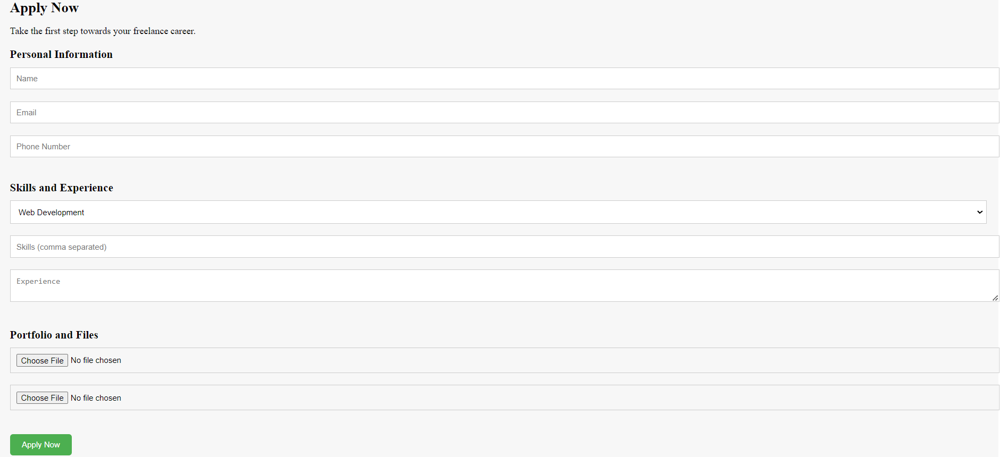 Apply Now
Take the first step towards your freelance career.
Personal Information
Name
Email
Phone Number
Skills and Experience
Web Development
Skills (comma separated)
Experience
Portfolio and Files
Choose File No file chosen
Choose File No file chosen
Apply Now